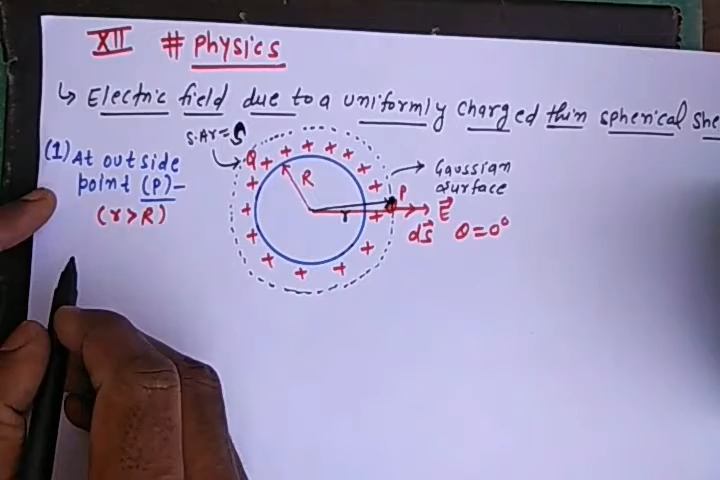 XII # Physics
↳ Electric field due to a uniformly charged thin spherical she
S.Ar = S
(1) At outside
point (P) –
(r > R)
Q + + + + × × + + + + + + + + + + +
R
r
P
Gaussian
surface
E⃗
dS⃗ θ = 0°